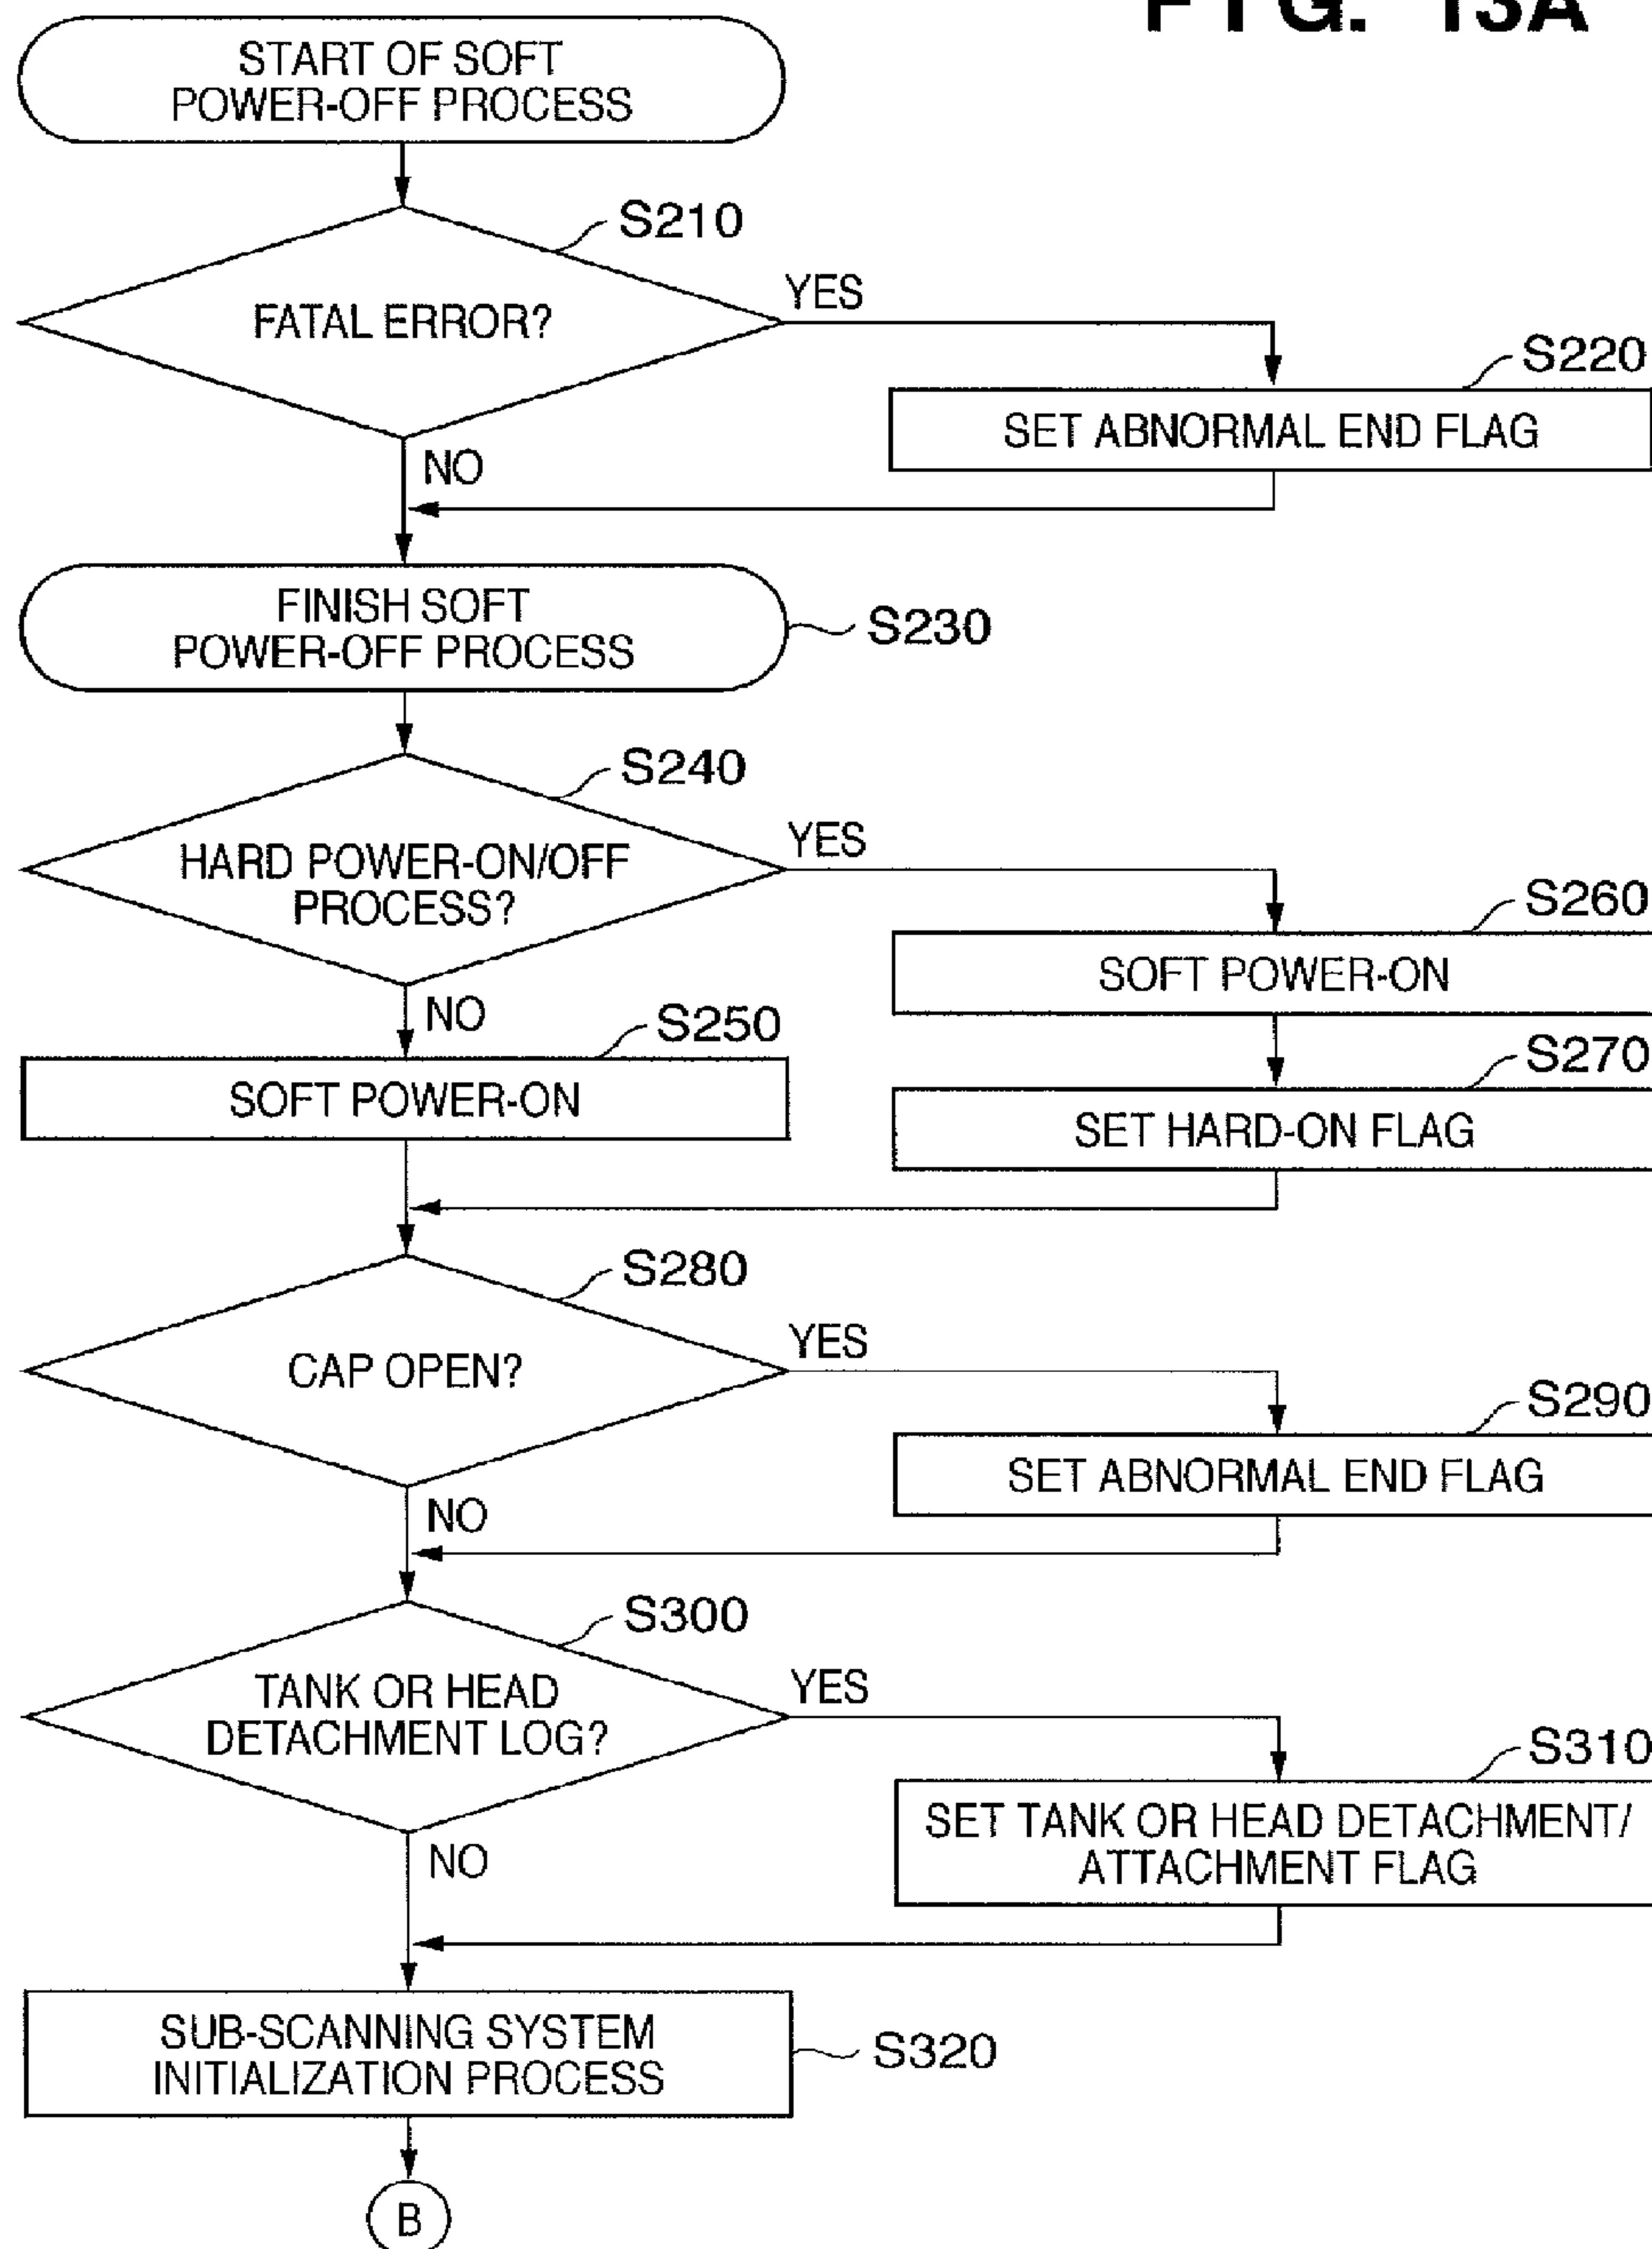 FIG. 13A
START OF SOFT
POWER-OFF PROCESS
S210
FATAL ERROR?
YES
S220
SET ABNORMAL END FLAG
NO
FINISH SOFT
POWER-OFF PROCESS
S230
S240
HARD POWER-ON/OFF
PROCESS?
YES
S260
SOFT POWER-ON
NO
S250
SOFT POWER-ON
S270
SET HARD-ON FLAG
S280
CAP OPEN?
YES
S290
SET ABNORMAL END FLAG
NO
S300
TANK OR HEAD
DETACHMENT LOG?
YES
S310
SET TANK OR HEAD DETACHMENT/
ATTACHMENT FLAG
NO
SUB-SCANNING SYSTEM
INITIALIZATION PROCESS
S320
B